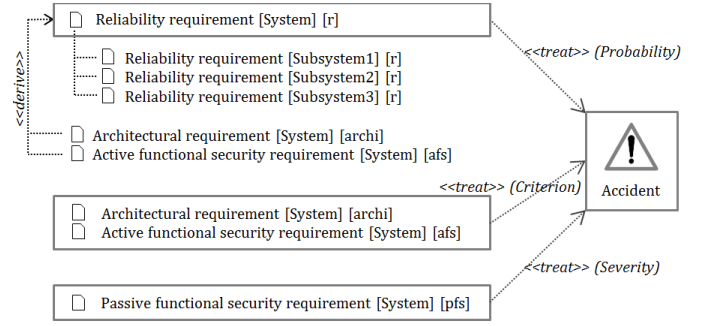 Reliability requirement [System] [r]
<<treat>> (Probability)
<<derive>>
Reliability requirement [Subsystem1] [r]
Reliability requirement [Subsystem2] [r]
Reliability requirement [Subsystem3] [r]
Architectural requirement [System] [archi]
Active functional security requirement [System] [afs]
Accident
<<treat>> (Criterion)
Architectural requirement [System] [archi]
Active functional security requirement [System] [afs]
<<treat>> (Severity)
Passive functional security requirement [System] [pfs]